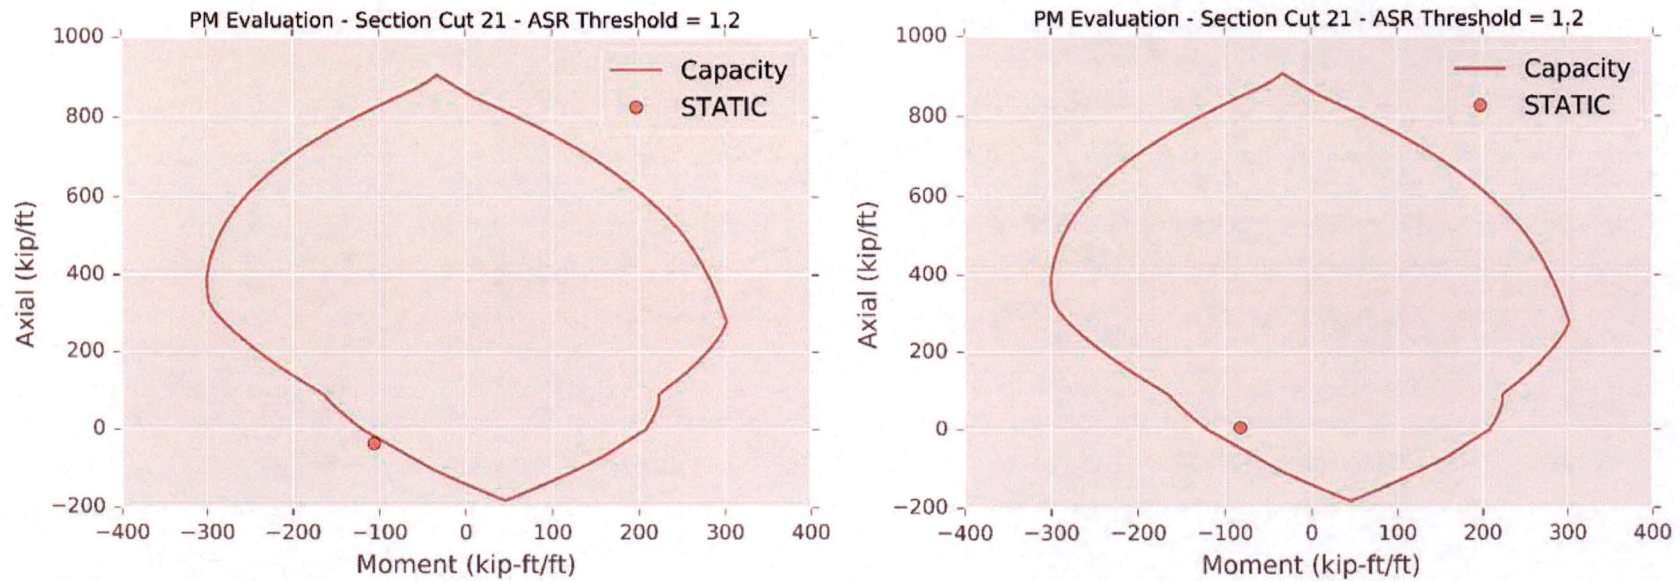 PM Evaluation - Section Cut 21 - ASR Threshold = 1.2
1000
800
600
400
200
0
−200
Axial (kip/ft)
Capacity
STATIC
−400 −300 −200 −100 0 100 200 300 400
Moment (kip-ft/ft)
PM Evaluation - Section Cut 21 - ASR Threshold = 1.2
1000
800
600
400
200
0
−200
Axial (kip/ft)
Capacity
STATIC
−400 −300 −200 −100 0 100 200 300 400
Moment (kip-ft/ft)